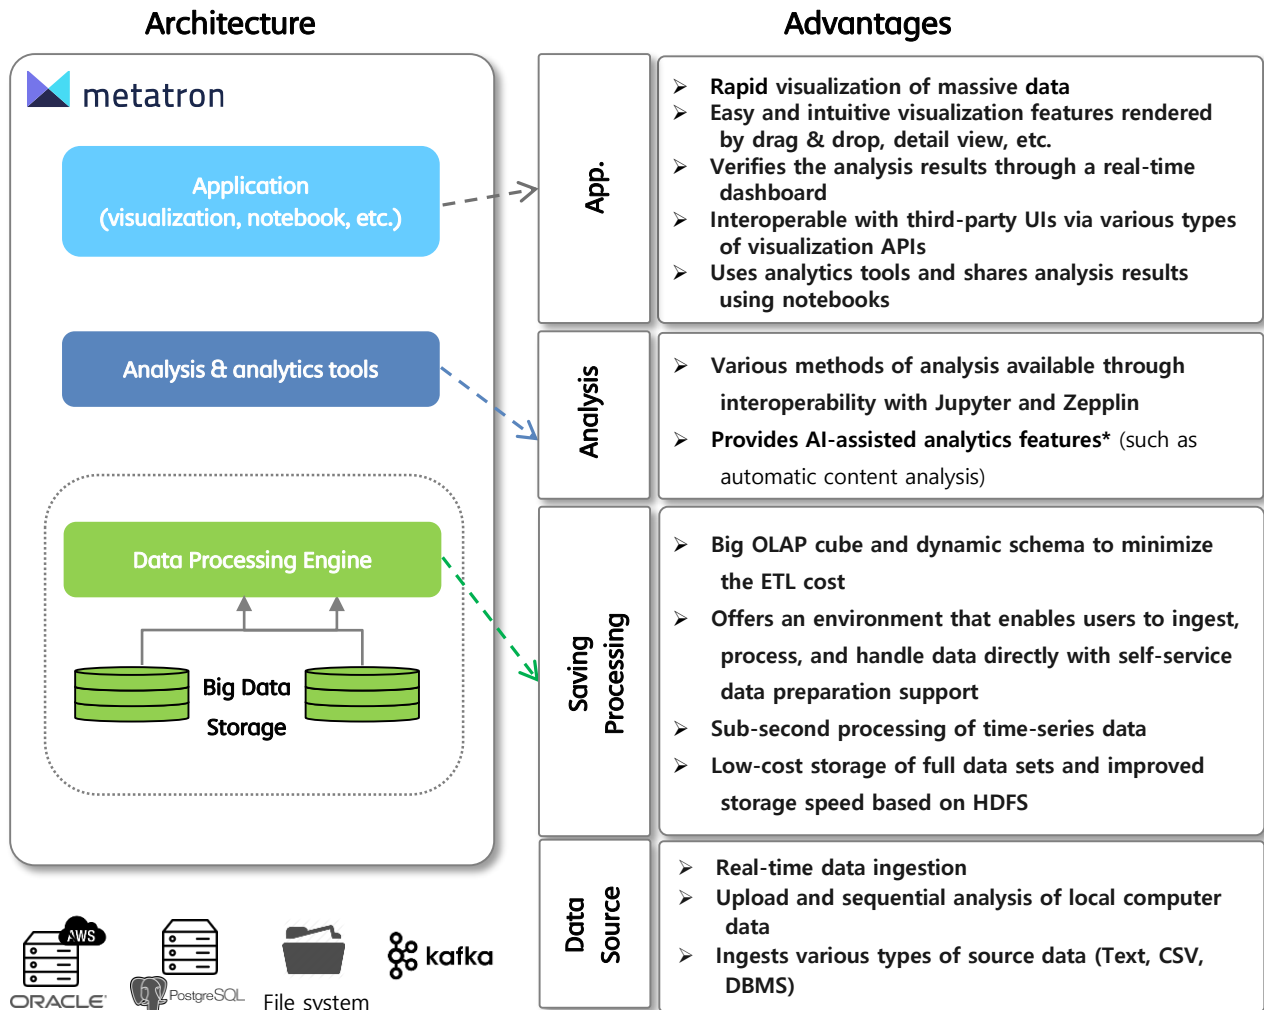 Architecture
Advantages
metatron
Application
(visualization, notebook, etc.)
Analysis & analytics tools
Data Processing Engine
Big Data
Storage
AWS
ORACLE
PostgreSQL
File system
kafka
App.
➢ Rapid visualization of massive data
➢ Easy and intuitive visualization features rendered
by drag & drop, detail view, etc.
➢ Verifies the analysis results through a real-time
dashboard
➢ Interoperable with third-party UIs via various types
of visualization APIs
➢ Uses analytics tools and shares analysis results
using notebooks
Analysis
➢ Various methods of analysis available through
interoperability with Jupyter and Zepplin
➢ Provides AI-assisted analytics features* (such as
automatic content analysis)
Saving
Processing
➢ Big OLAP cube and dynamic schema to minimize
the ETL cost
➢ Offers an environment that enables users to ingest,
process, and handle data directly with self-service
data preparation support
➢ Sub-second processing of time-series data
➢ Low-cost storage of full data sets and improved
storage speed based on HDFS
Data
Source
➢ Real-time data ingestion
➢ Upload and sequential analysis of local computer
data
➢ Ingests various types of source data (Text, CSV,
DBMS)